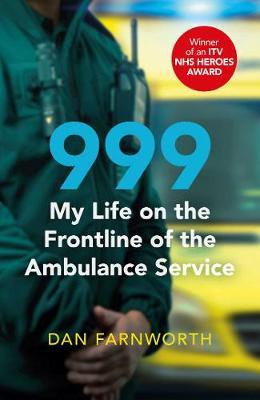 Winner
of an ITV
NHS HEROES
AWARD
999
My Life on the
Frontline of the
Ambulance Service
DAN FARNWORTH